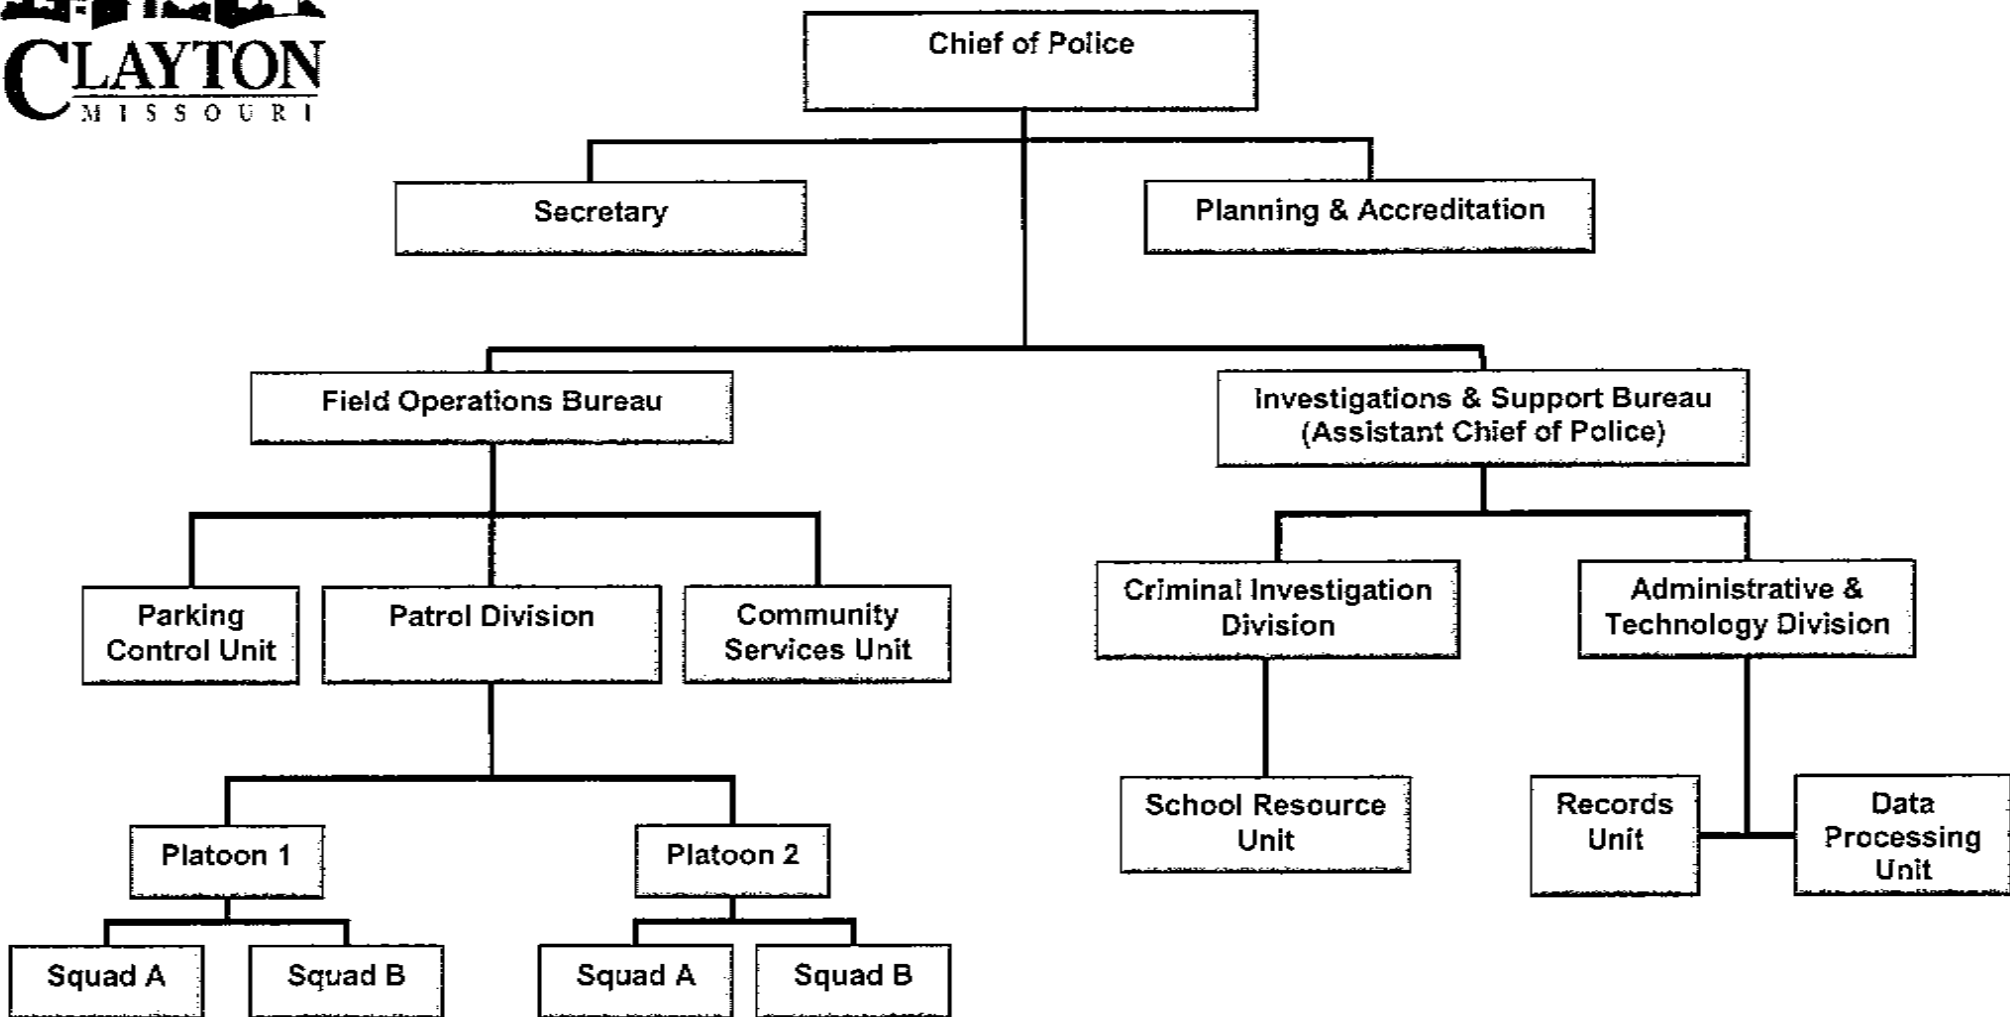 CLAYTON
MISSOURI
Chief of Police
Secretary
Planning & Accreditation
Field Operations Bureau
Investigations & Support Bureau
(Assistant Chief of Police)
Parking
Control Unit
Patrol Division
Community
Services Unit
Criminal Investigation
Division
Administrative &
Technology Division
School Resource
Unit
Records
Unit
Data
Processing
Unit
Platoon 1
Platoon 2
Squad A
Squad B
Squad A
Squad B